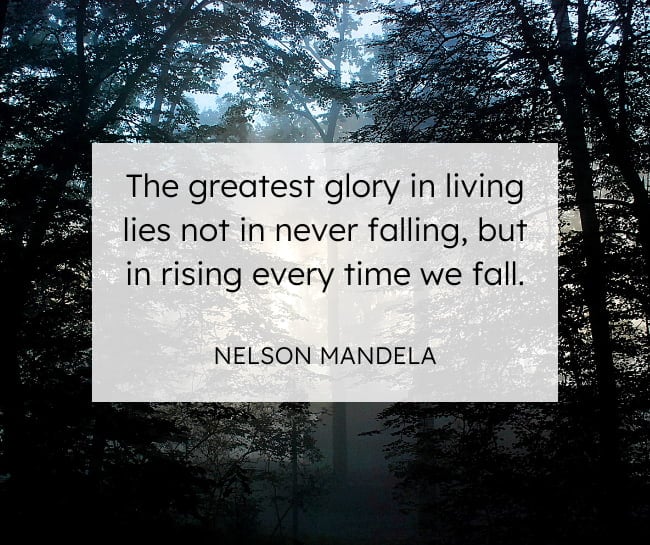 The greatest glory in living
lies not in never falling, but
in rising every time we fall.
NELSON MANDELA